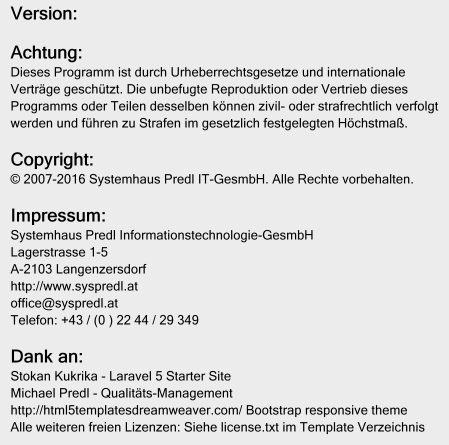 Version:
Achtung:
Dieses Programm ist durch Urheberrechtsgesetze und internationale
Verträge geschützt. Die unbefugte Reproduktion oder Vertrieb dieses
Programms oder Teilen desselben können zivil- oder strafrechtlich verfolgt
werden und führen zu Strafen im gesetzlich festgelegten Höchstmaß.
Copyright:
© 2007-2016 Systemhaus Predl IT-GesmbH. Alle Rechte vorbehalten.
Impressum:
Systemhaus Predl Informationstechnologie-GesmbH
Lagerstrasse 1-5
A-2103 Langenzersdorf
http://www.syspredl.at
office@syspredl.at
Telefon: +43 / (0 ) 22 44 / 29 349
Dank an:
Stokan Kukrika - Laravel 5 Starter Site
Michael Predl - Qualitäts-Management
http://html5templatesdreamweaver.com/ Bootstrap responsive theme
Alle weiteren freien Lizenzen: Siehe license.txt im Template Verzeichnis